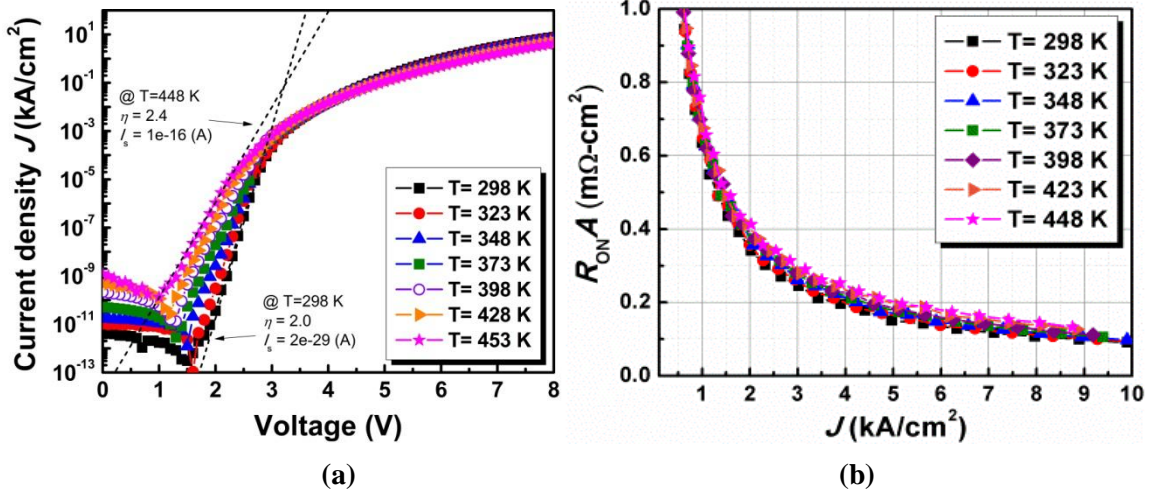 Current density J (kA/cm²)
10¹
10⁻¹
10⁻³
10⁻⁵
10⁻⁷
10⁻⁹
10⁻¹¹
10⁻¹³
@ T=448 K
η = 2.4
Iₛ = 1e-16 (A)
@ T=298 K
η = 2.0
Iₛ = 2e-29 (A)
T= 298 K
T= 323 K
T= 348 K
T= 373 K
T= 398 K
T= 428 K
T= 453 K
0 1 2 3 4 5 6 7 8
Voltage (V)
(a)
R_ON A (mΩ-cm²)
1.0
0.8
0.6
0.4
0.2
0.0
T= 298 K
T= 323 K
T= 348 K
T= 373 K
T= 398 K
T= 423 K
T= 448 K
1 2 3 4 5 6 7 8 9 10
J (kA/cm²)
(b)